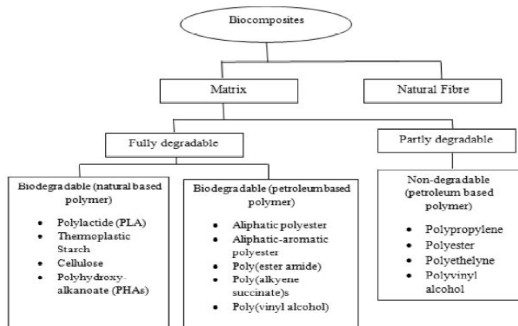 Biocomposites
Matrix
Natural Fibre
Fully degradable
Partly degradable
Biodegradable (natural based
polymer)
• Polylactide (PLA)
• Thermoplastic
Starch
• Cellulose
• Polyhydroxy-
alkanoate (PHAs)
Biodegradable (petroleum based
polymer)
• Aliphatic polyester
• Aliphatic-aromatic
polyester
• Poly(ester amide)
• Poly(alkyene
succinate)s
• Poly(vinyl alcohol)
Non-degradable
(petroleum based
polymer)
• Polypropylene
• Polyester
• Polyethelyne
• Polyvinyl
alcohol